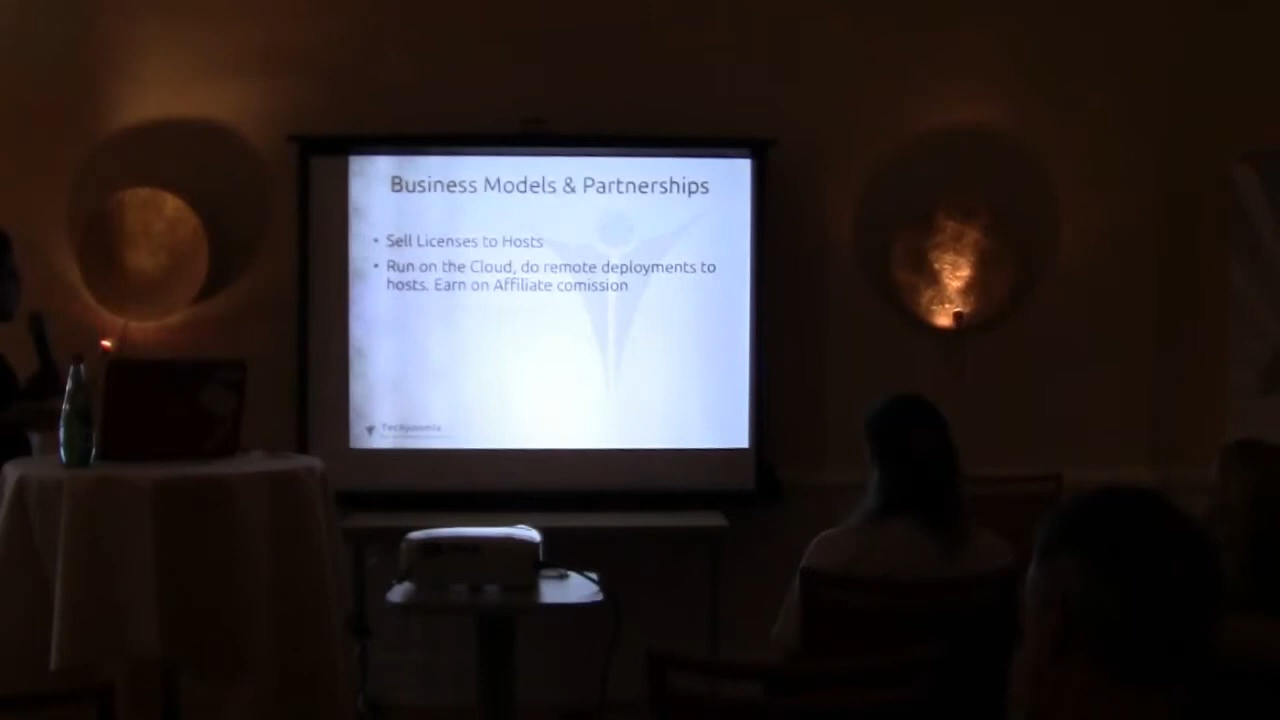 Business Models & Partnerships
• Sell Licenses to Hosts
• Run on the Cloud, do remote deployments to
hosts. Earn on Affiliate comission
Techjoomla